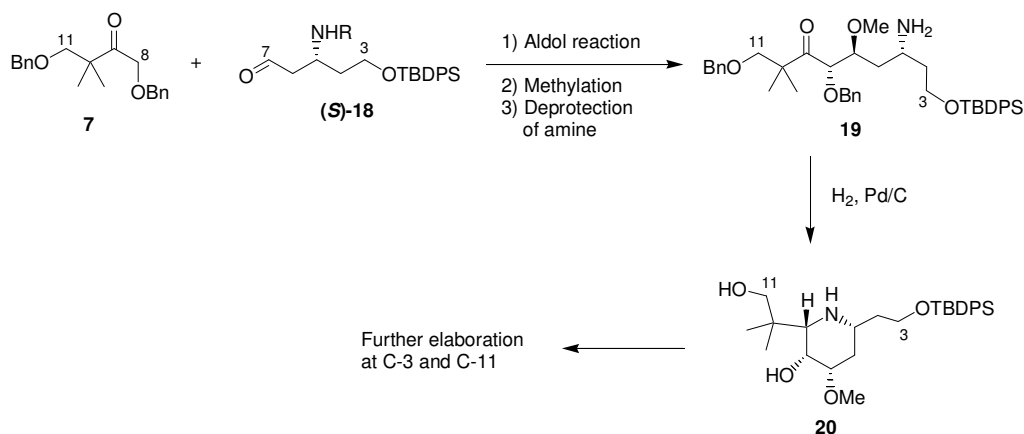 11
OBn
O
8
BnO
7
+
7
O
NHR
3
OTBDPS
(S)-18
1) Aldol reaction
2) Methylation
3) Deprotection
of amine
11
O
OMe
NH2
BnO
OBn
3
OTBDPS
19
H2, Pd/C
HO
11
H
H
N
OTBDPS
3
HO
OMe
20
Further elaboration
at C-3 and C-11